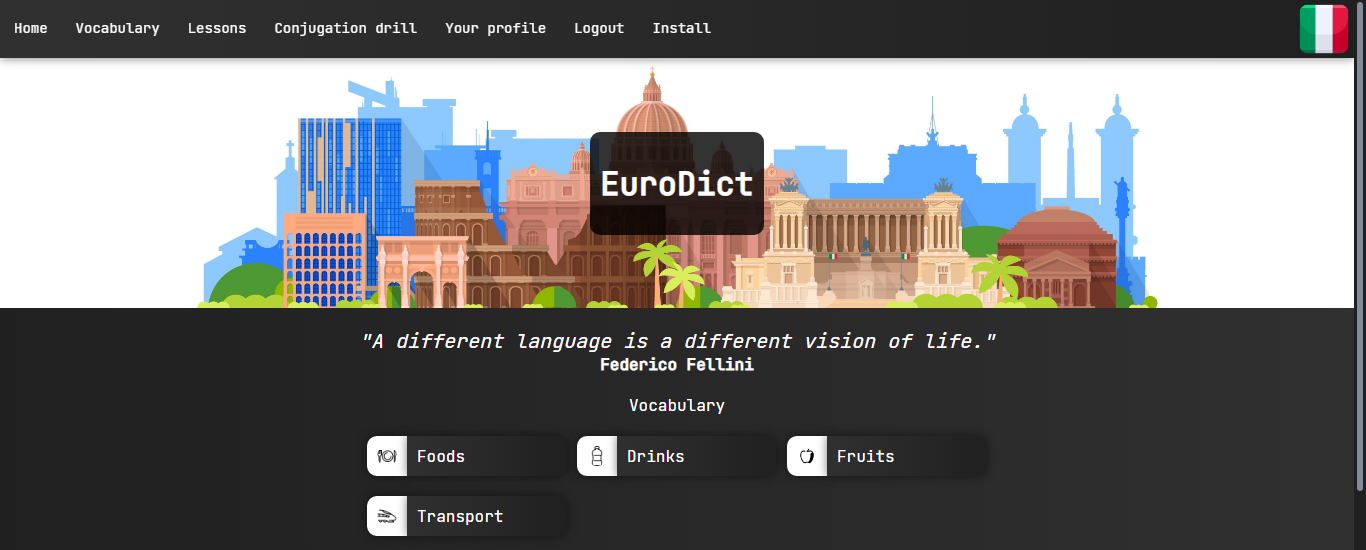 Home Vocabulary Lessons Conjugation drill Your profile Logout Install
EuroDict
"A different language is a different vision of life."
Federico Fellini
Vocabulary
Foods Drinks Fruits
Transport